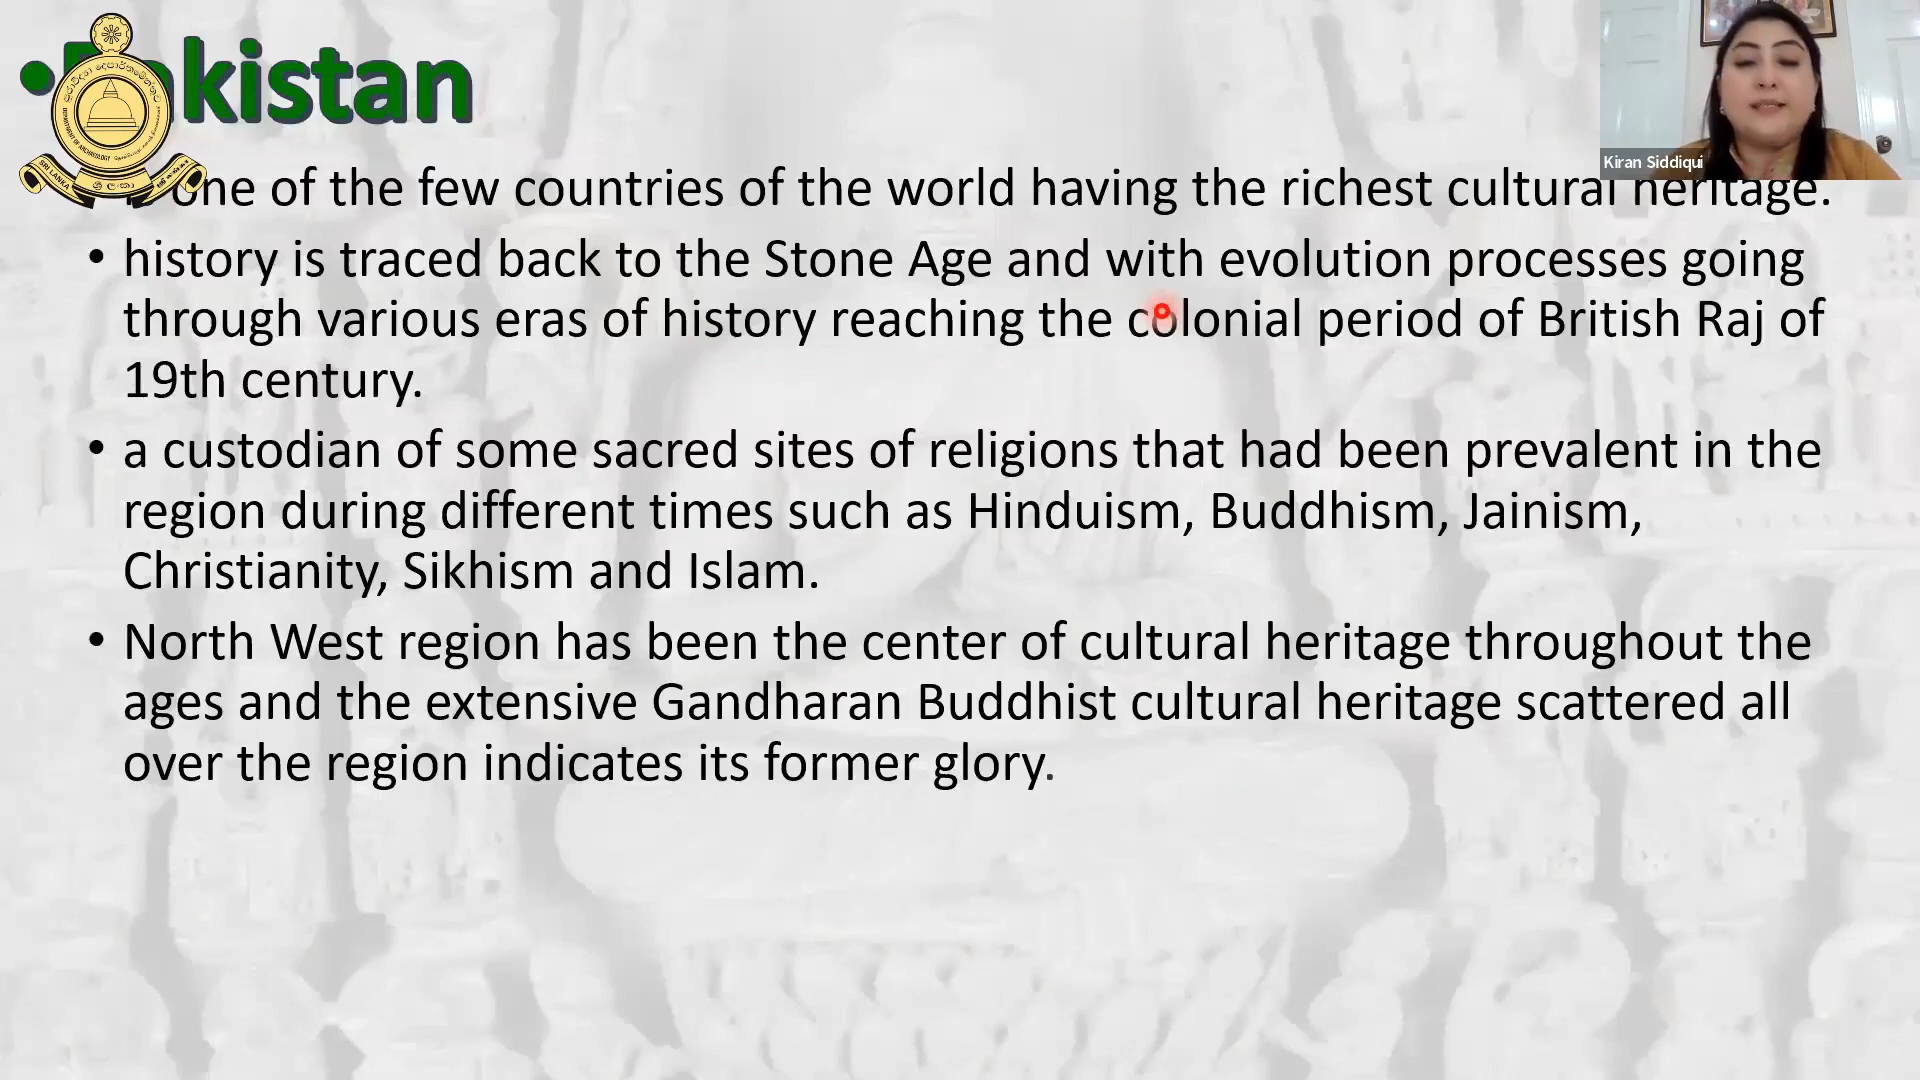 Pakistan
Kiran Siddiqui
one of the few countries of the world having the richest cultural heritage.
• history is traced back to the Stone Age and with evolution processes going
through various eras of history reaching the colonial period of British Raj of
19th century.
• a custodian of some sacred sites of religions that had been prevalent in the
region during different times such as Hinduism, Buddhism, Jainism,
Christianity, Sikhism and Islam.
• North West region has been the center of cultural heritage throughout the
ages and the extensive Gandharan Buddhist cultural heritage scattered all
over the region indicates its former glory.
DEPARTMENT OF ARCHAEOLOGY
SRI LANKA
ශ්‍රී ලංකා